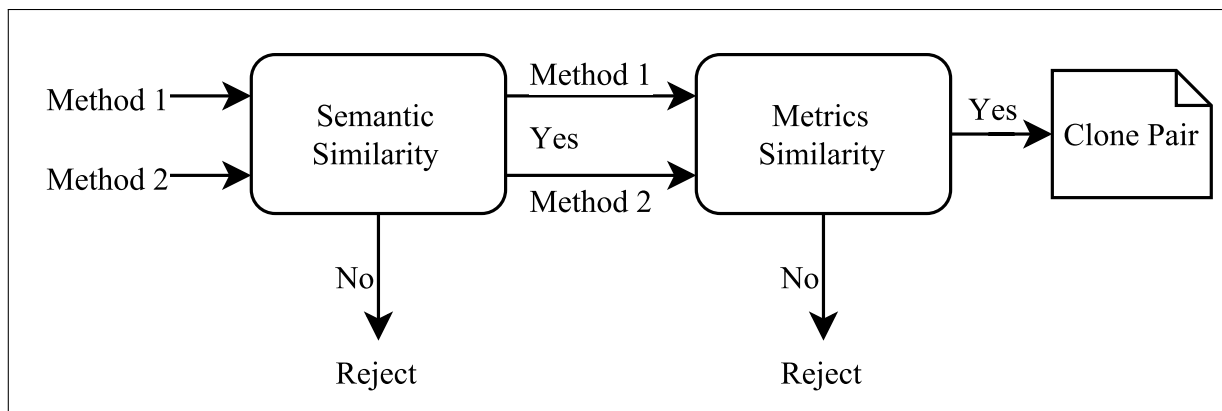 Method 1
Method 2
Semantic
Similarity
Method 1
Yes
Method 2
Metrics
Similarity
Yes
Clone Pair
No
Reject
No
Reject